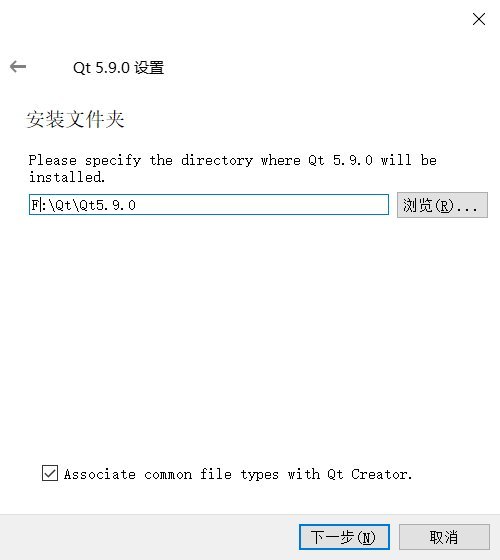 Qt 5.9.0 设置
安装文件夹
Please specify the directory where Qt 5.9.0 will be
installed.
F:\Qt\Qt5.9.0
浏览(R)...
Associate common file types with Qt Creator.
下一步(N)
取消